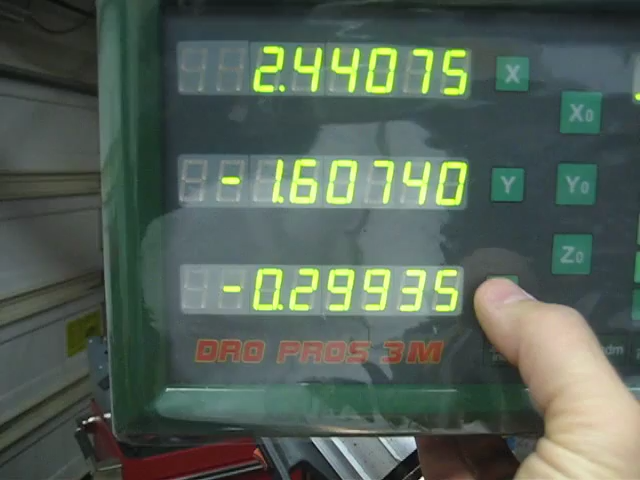 2.44075 X
X0
-1.60740 Y Y0
Z0
-0.29935
DRO PROS 3M